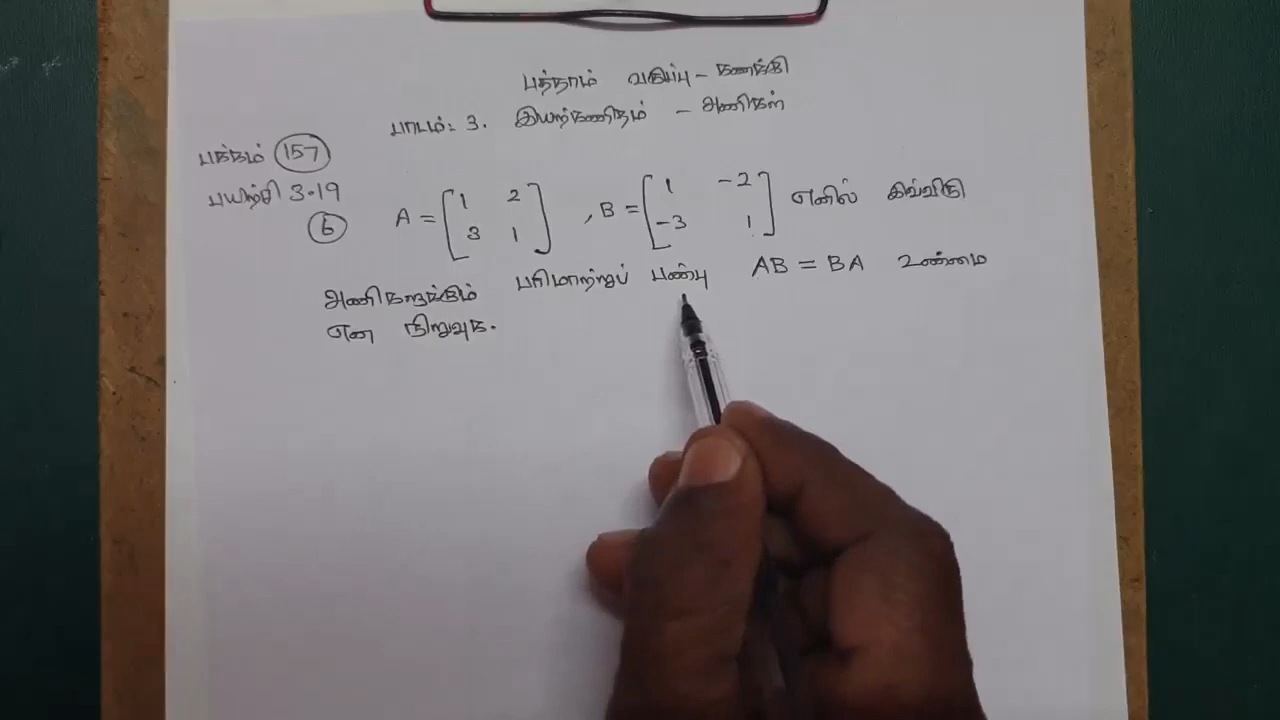 பத்தாம் வகுப்பு - கணக்கு
பாடம்: 3. இயற்கணிதம் - அணிகள்
பக்கம் 157
பயிற்சி 3.19
6 A = [1 2 3 1], B = [1 -2 -3 1] எனில் இவ்விரு
அணிகளுக்கும் பரிமாற்றுப் பண்பு AB = BA உண்மை
என நிறுவுக.